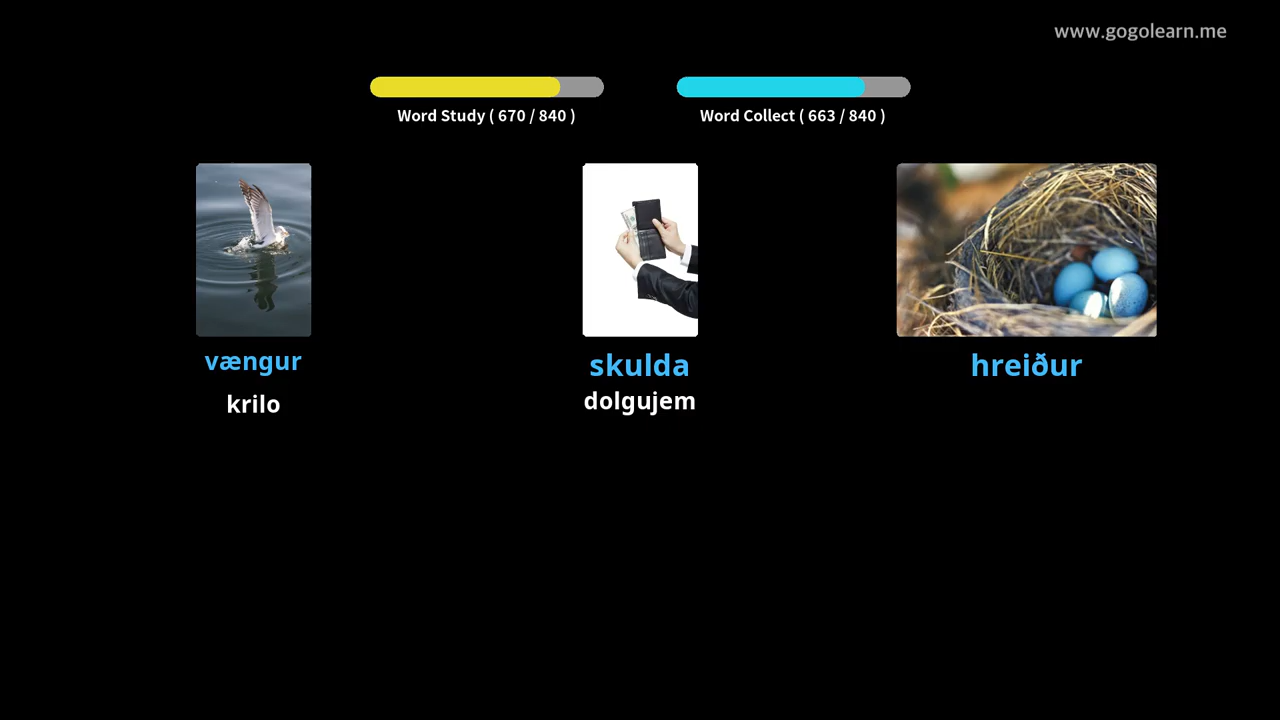 www.gogolearn.me
Word Study ( 670 / 840 )
Word Collect ( 663 / 840 )
vængur
skulda
hreiður
krilo
dolgujem